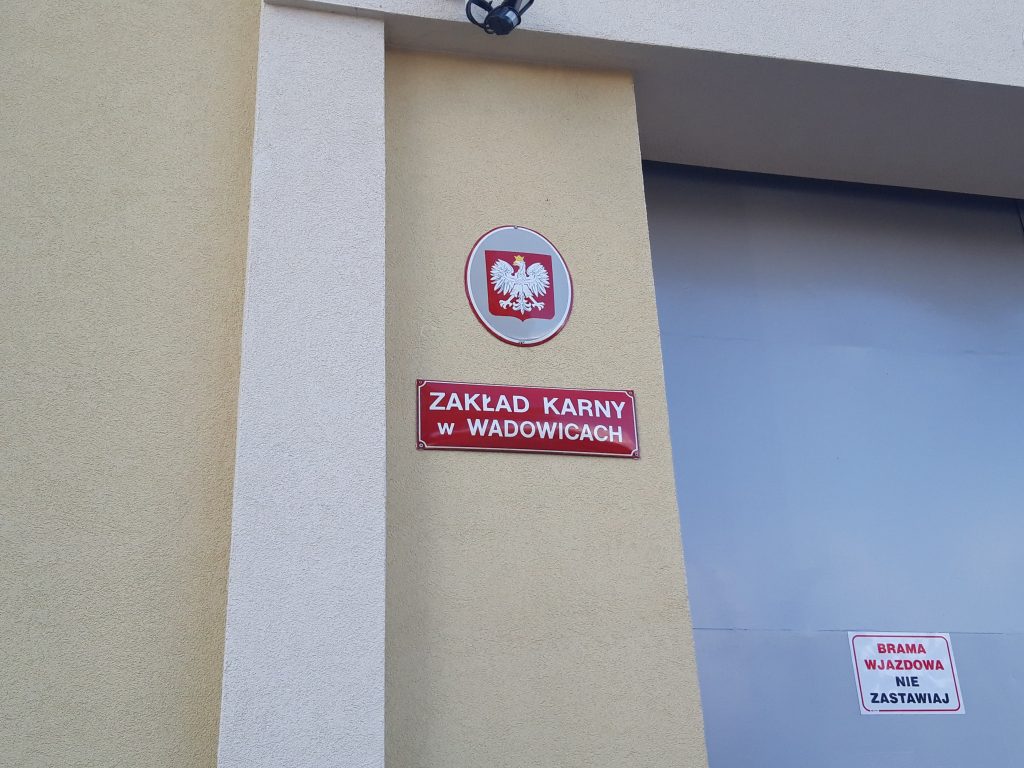 ZAKŁAD KARNY
w WADOWICACH
BRAMA
WJAZDOWA
NIE
ZASTAWIAJ